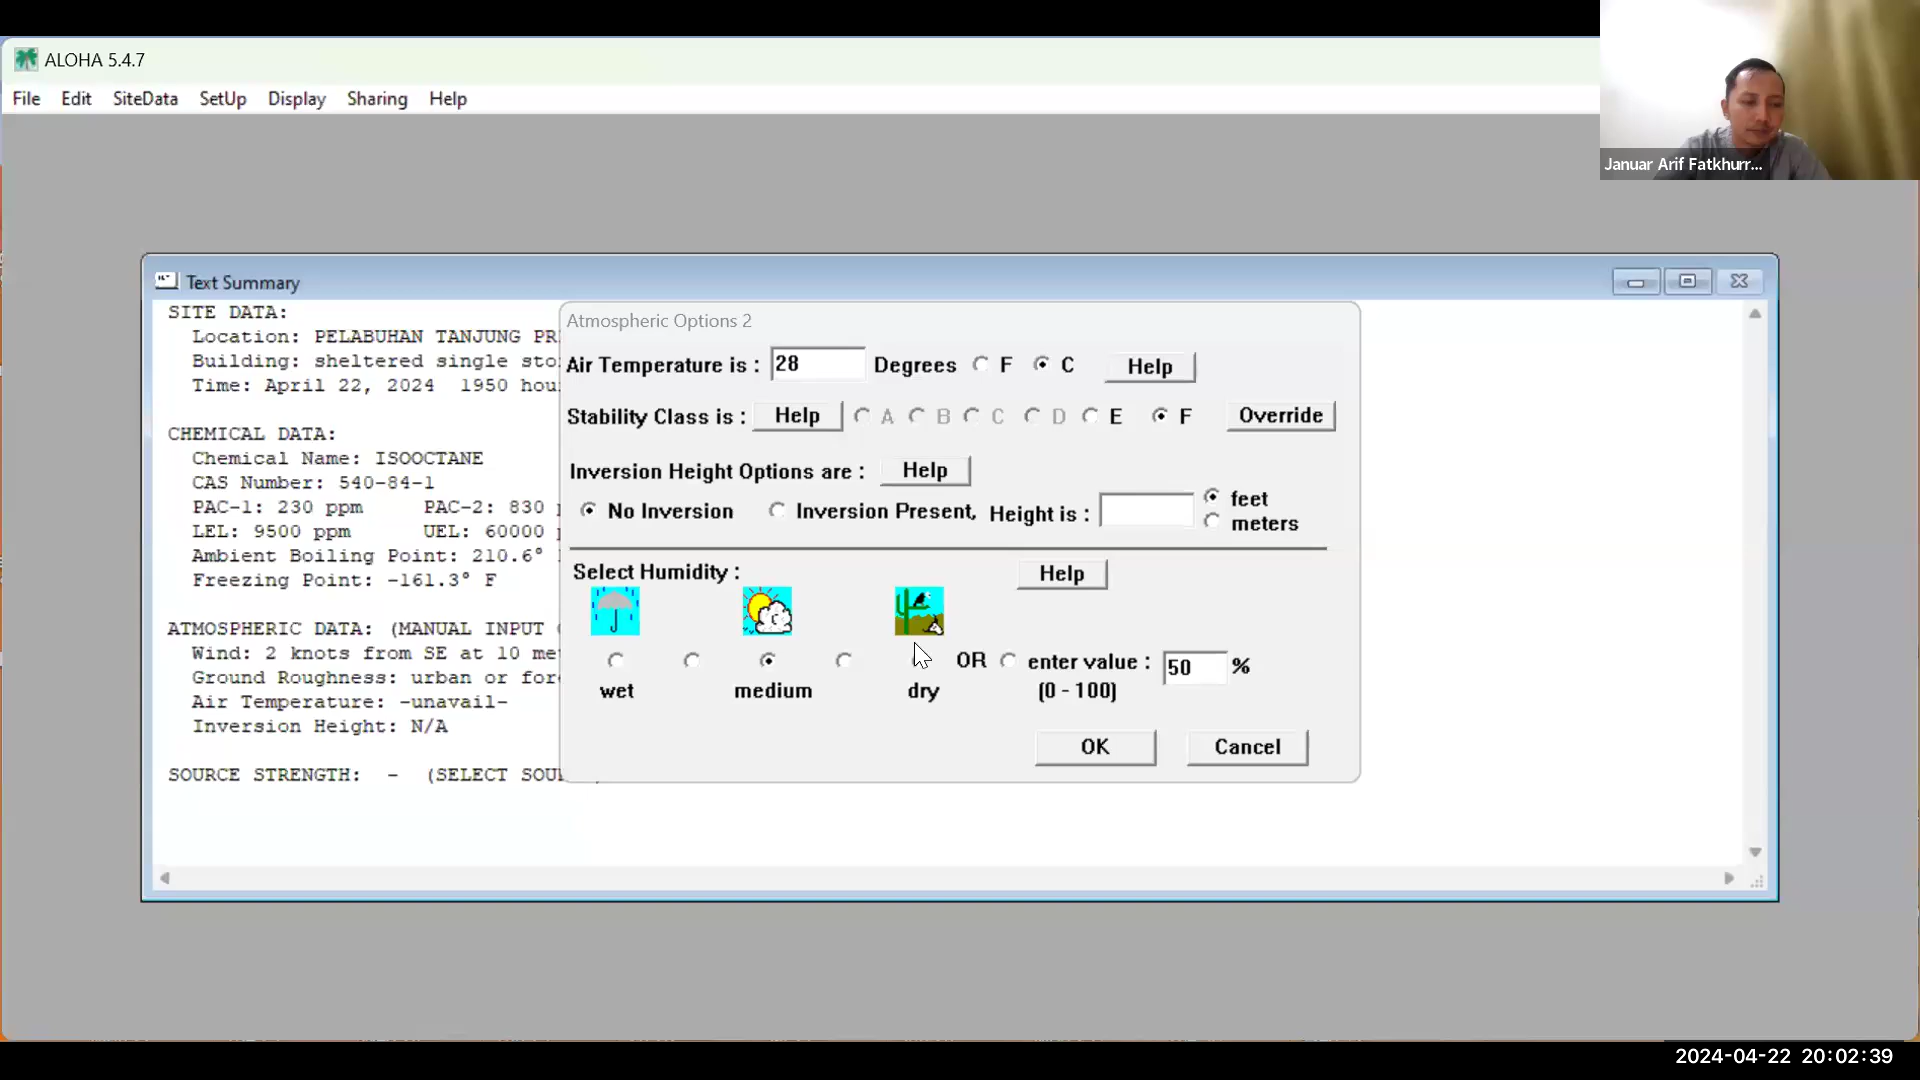 ALOHA 5.4.7
File Edit SiteData SetUp Display Sharing Help
Januar Arif Fatkhurr...
Text Summary
SITE DATA:
Location: PELABUHAN TANJUNG PR
Building: sheltered single sto
Time: April 22, 2024 1950 hou
CHEMICAL DATA:
Chemical Name: ISOOCTANE
CAS Number: 540-84-1
PAC-1: 230 ppm PAC-2: 830
LEL: 9500 ppm UEL: 60000
Ambient Boiling Point: 210.6°
Freezing Point: -161.3° F
ATMOSPHERIC DATA: (MANUAL INPUT
Wind: 2 knots from SE at 10 me
Ground Roughness: urban or for
Air Temperature: -unavail-
Inversion Height: N/A
SOURCE STRENGTH: - (SELECT SOU
Atmospheric Options 2
Air Temperature is : 28 Degrees F C Help
Stability Class is : Help A B C D E F Override
Inversion Height Options are : Help
No Inversion Inversion Present, Height is : feet
meters
Select Humidity : Help
OR enter value : 50 %
wet medium dry (0 - 100)
OK Cancel
2024-04-22 20:02:39